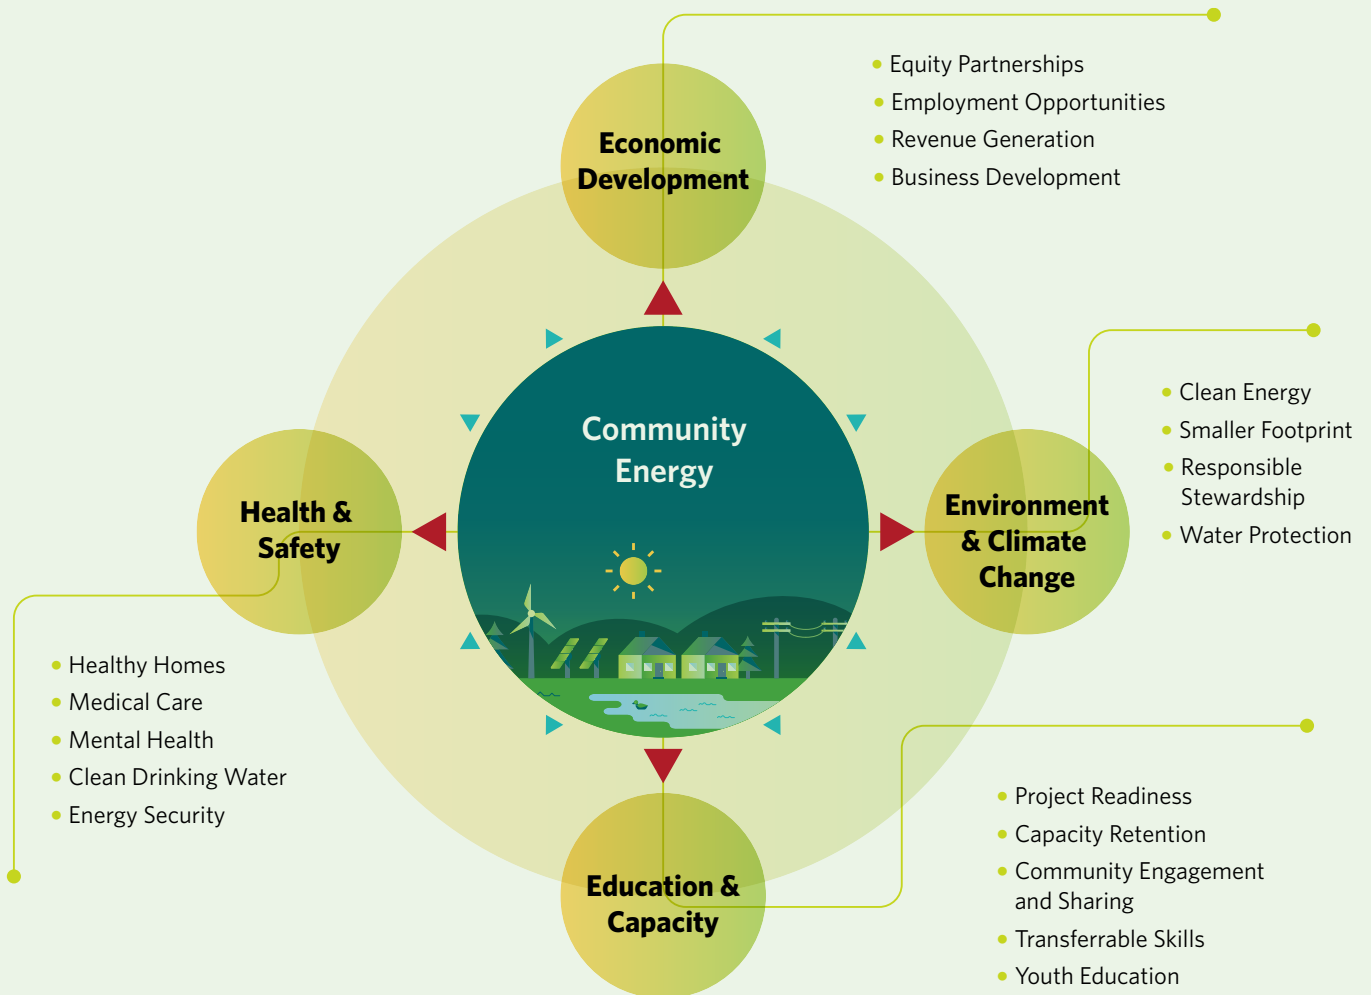 Economic
Development
• Equity Partnerships
• Employment Opportunities
• Revenue Generation
• Business Development
Community
Energy
Environment
& Climate
Change
• Clean Energy
• Smaller Footprint
• Responsible
Stewardship
• Water Protection
Health &
Safety
• Healthy Homes
• Medical Care
• Mental Health
• Clean Drinking Water
• Energy Security
Education &
Capacity
• Project Readiness
• Capacity Retention
• Community Engagement
and Sharing
• Transferrable Skills
• Youth Education